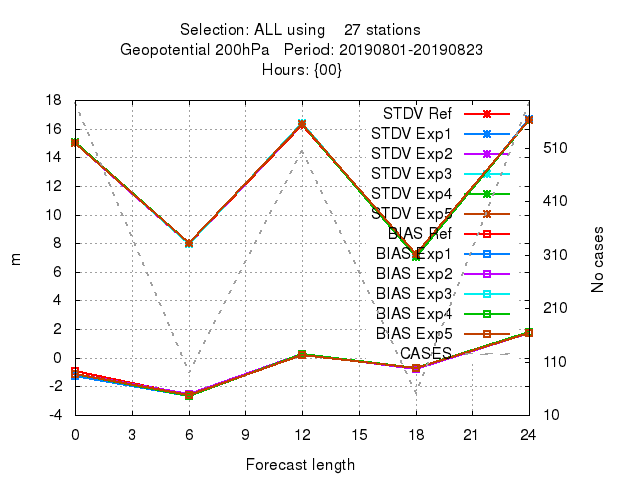 Selection: ALL using    27 stations
Geopotential 200hPa   Period: 20190801-20190823
Hours: {00}
18
16
14
12
10
8
6
4
2
0
-2
-4
m
STDV Ref
STDV Exp1
STDV Exp2
STDV Exp3
STDV Exp4
STDV Exp5
BIAS Ref
BIAS Exp1
BIAS Exp2
BIAS Exp3
BIAS Exp4
BIAS Exp5
CASES
510
410
310
210
110
10
No cases
0 3 6 9 12 15 18 21 24
Forecast length